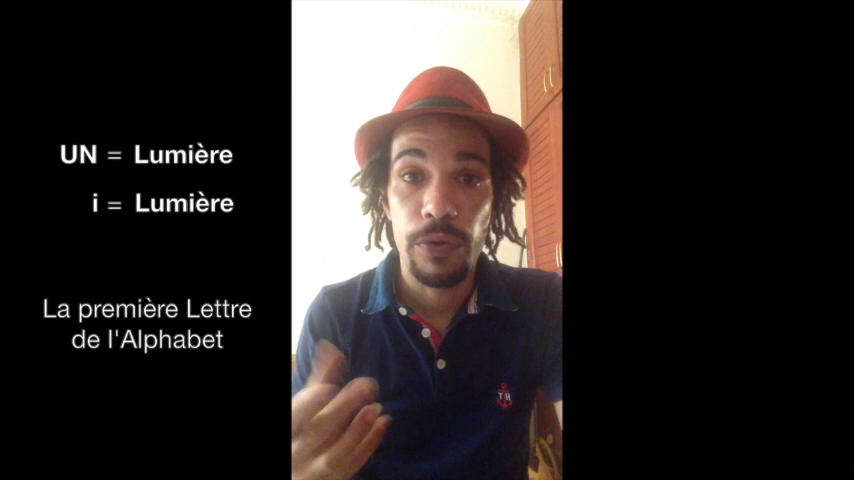 UN = Lumière
i = Lumière
La première Lettre
de l'Alphabet
T H